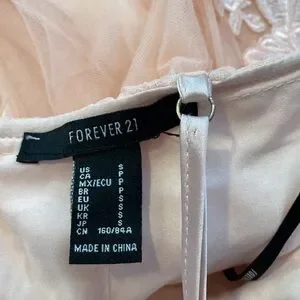 FOREVER 21
US S
CA P
MX/ECU P
BR P
EU S
UK S
KR S
JP S
CN 160/84A
MADE IN CHINA